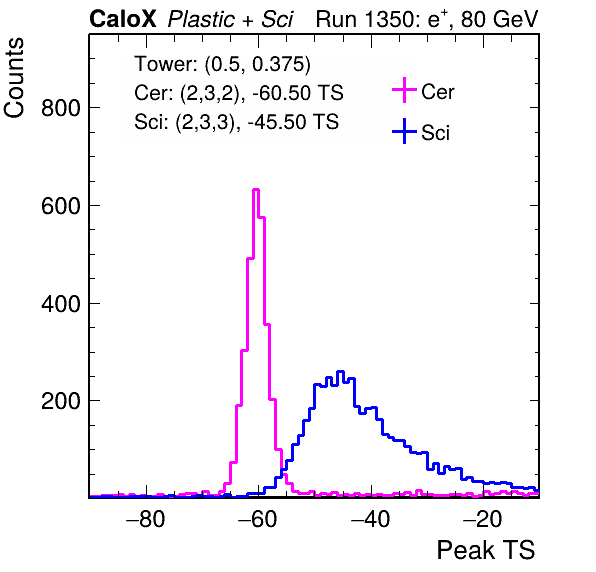 CaloX Plastic + Sci Run 1350: e⁺, 80 GeV
Counts
Tower: (0.5, 0.375)
Cer: (2,3,2), -60.50 TS
Sci: (2,3,3), -45.50 TS
Cer
Sci
800
600
400
200
−80 −60 −40 −20
Peak TS